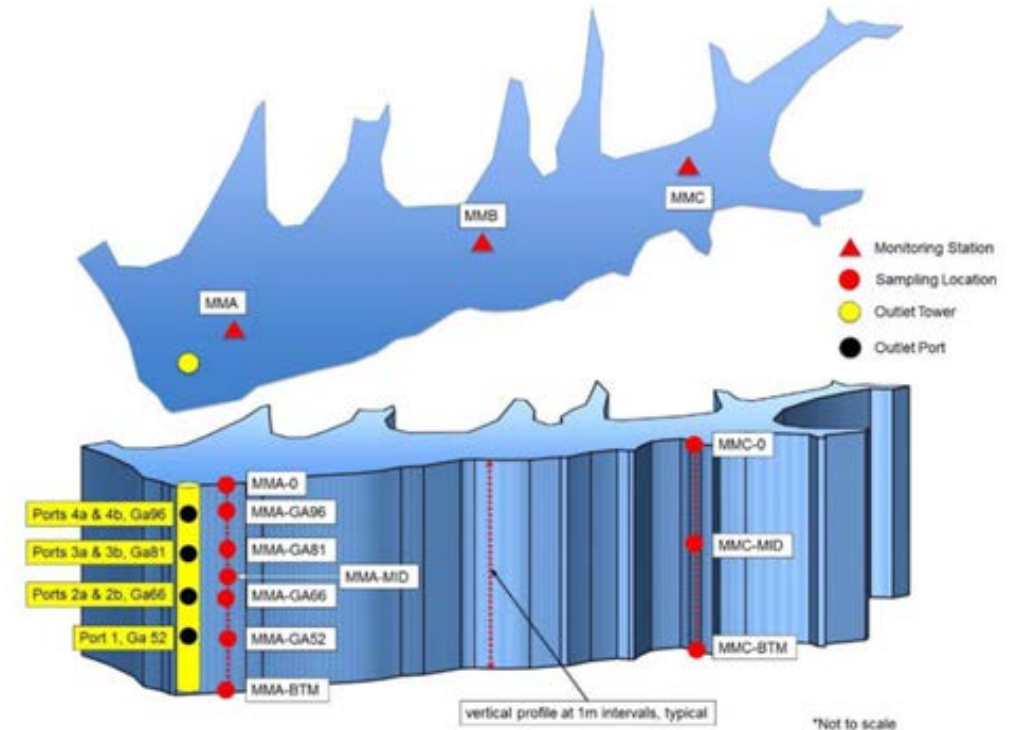 MMC
MMB
MMA
Monitoring Station
Sampling Location
Outlet Tower
Outlet Port
MMC-0
MMA-0
Ports 4a & 4b, Ga96
MMA-GA96
Ports 3a & 3b, Ga81
MMA-GA81
MMC-MID
MMA-MID
Ports 2a & 2b, Ga66
MMA-GA66
Port 1, Ga 52
MMA-GA52
MMC-BTM
MMA-BTM
vertical profile at 1m intervals, typical
*Not to scale